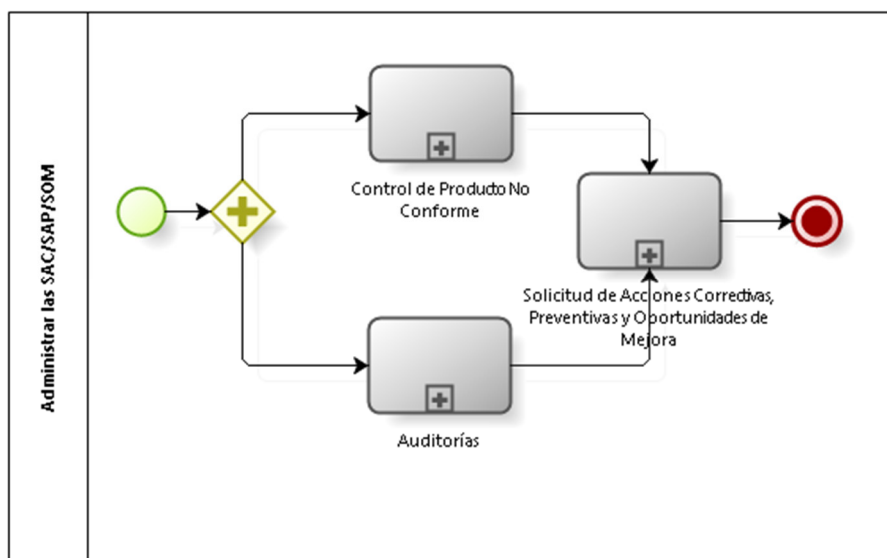 Administrar las SAC/SAP/SOM
Control de Producto No
Conforme
Solicitud de Acciones Correctivas,
Preventivas y Oportunidades de
Mejora
Auditorías